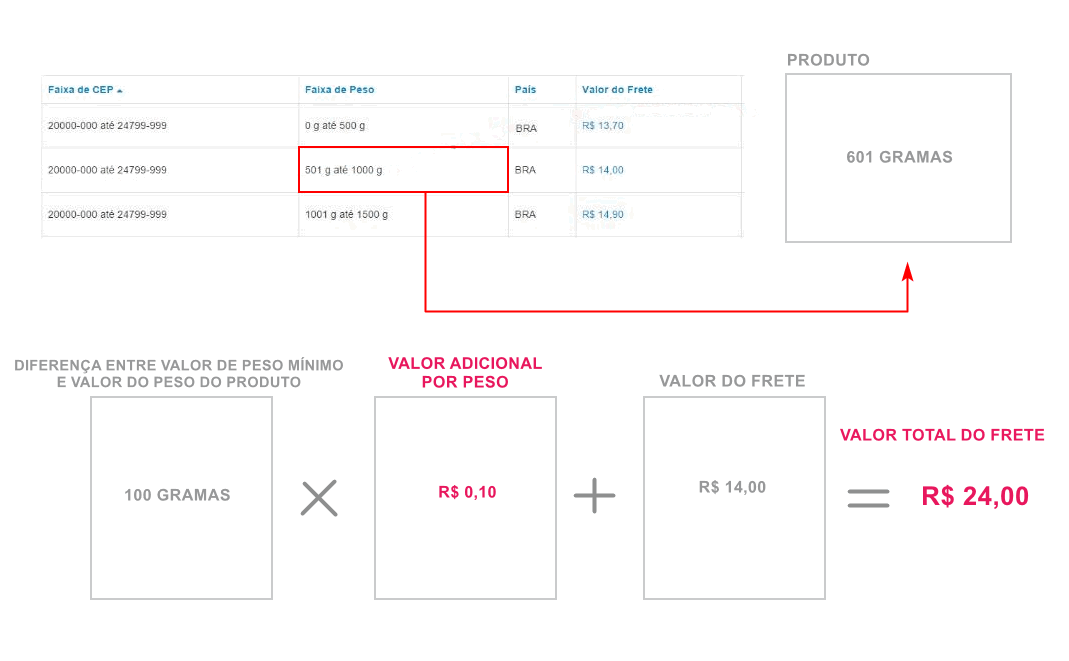 PRODUTO
Faixa de CEP Faixa de Peso País Valor do Frete
20000-000 até 24799-999 0 g até 500 g BRA R$ 13,70
20000-000 até 24799-999 501 g até 1000 g BRA R$ 14,00
20000-000 até 24799-999 1001 g até 1500 g BRA R$ 14,90
601 GRAMAS
DIFERENÇA ENTRE VALOR DE PESO MÍNIMO
E VALOR DO PESO DO PRODUTO
VALOR ADICIONAL
POR PESO
VALOR DO FRETE
VALOR TOTAL DO FRETE
100 GRAMAS
R$ 0,10
R$ 14,00
= R$ 24,00